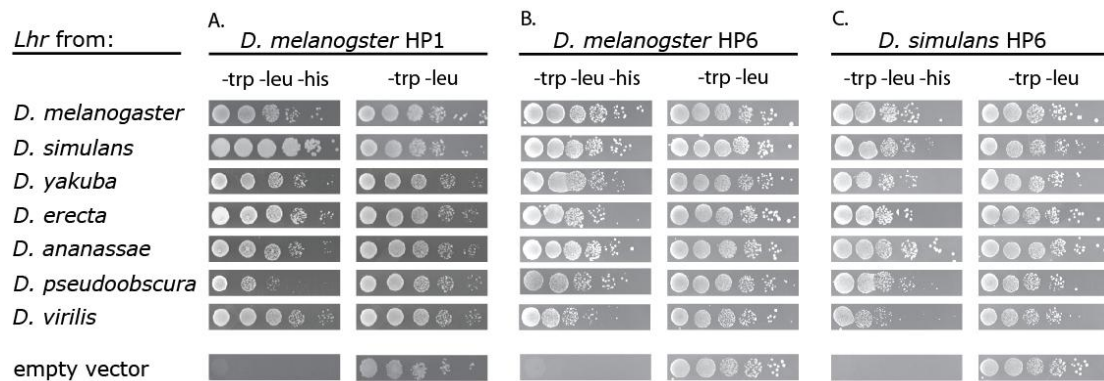 A. B. C.
Lhr from: D. melanogster HP1 D. melanogster HP6 D. simulans HP6
-trp -leu -his -trp -leu -trp -leu -his -trp -leu -trp -leu -his -trp -leu
D. melanogaster
D. simulans
D. yakuba
D. erecta
D. ananassae
D. pseudoobscura
D. virilis
empty vector